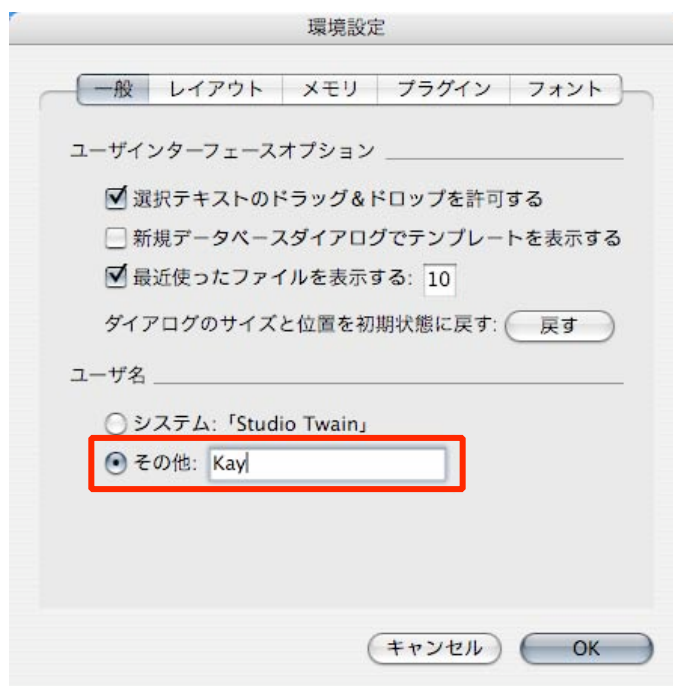 環境設定
一般 レイアウト メモリ プラグイン フォント
ユーザインターフェースオプション
選択テキストのドラッグ&ドロップを許可する
新規データベースダイアログでテンプレートを表示する
最近使ったファイルを表示する: 10
ダイアログのサイズと位置を初期状態に戻す: 戻す
ユーザ名
システム:「Studio Twain」
その他: Kay
キャンセル OK